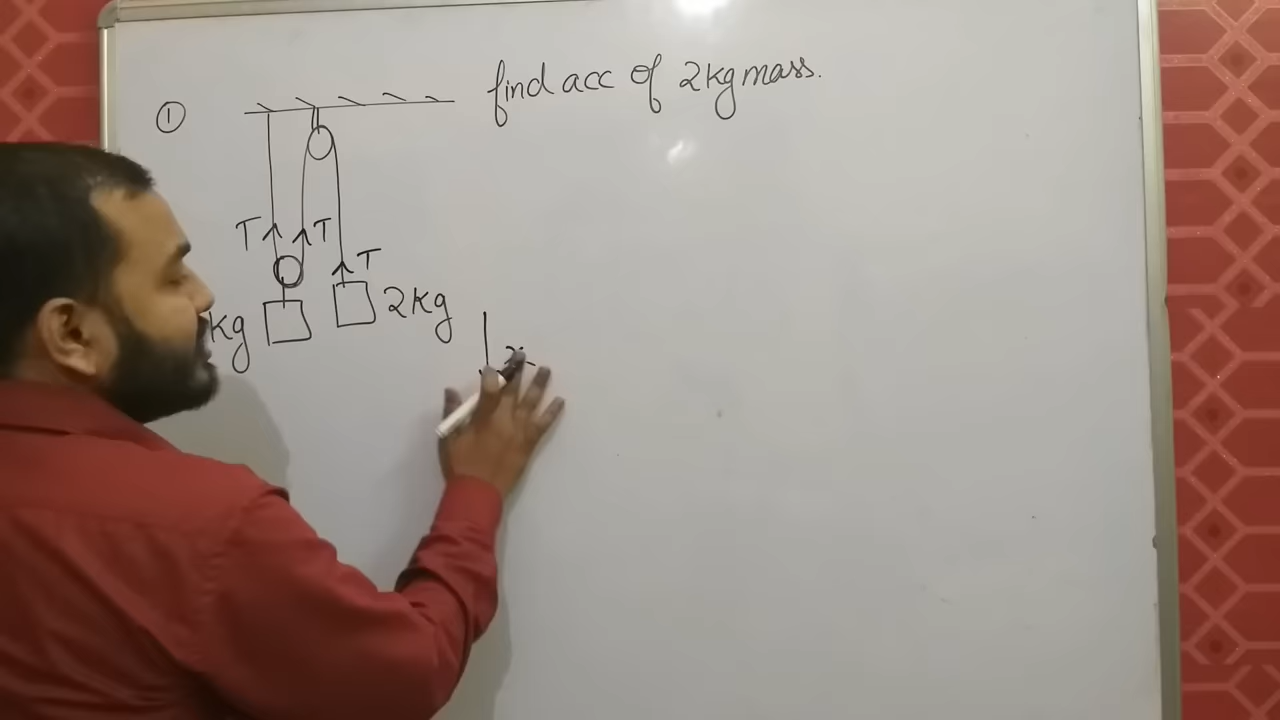 ① find acc of 2kg mass.
T T T
kg 2kg
x